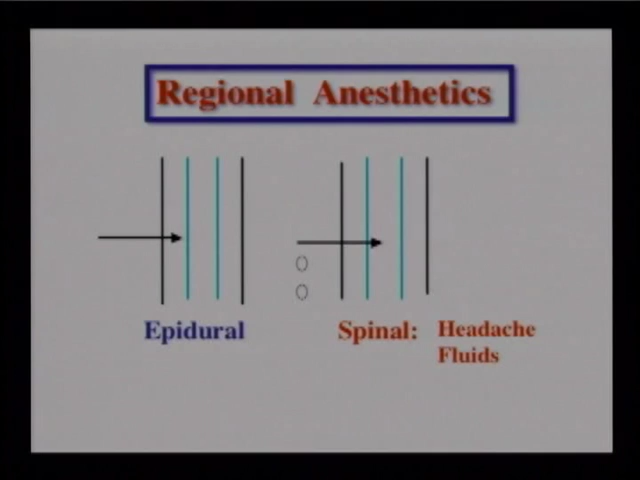 Regional Anesthetics
Epidural
Spinal: Headache
Fluids